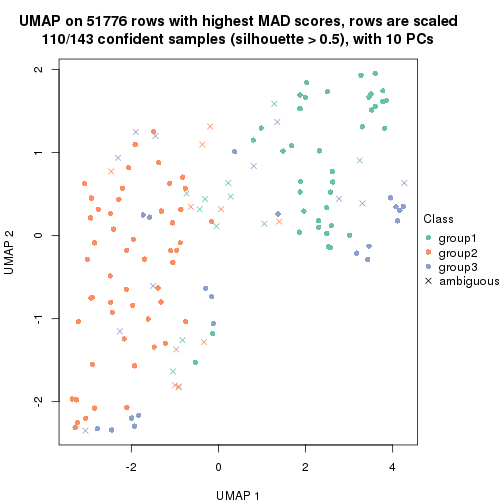 UMAP on 51776 rows with highest MAD scores, rows are scaled
110/143 confident samples (silhouette > 0.5), with 10 PCs
2
1
0
-1
-2
UMAP 2
-2
0
2
4
UMAP 1
Class
group1
group2
group3
ambiguous